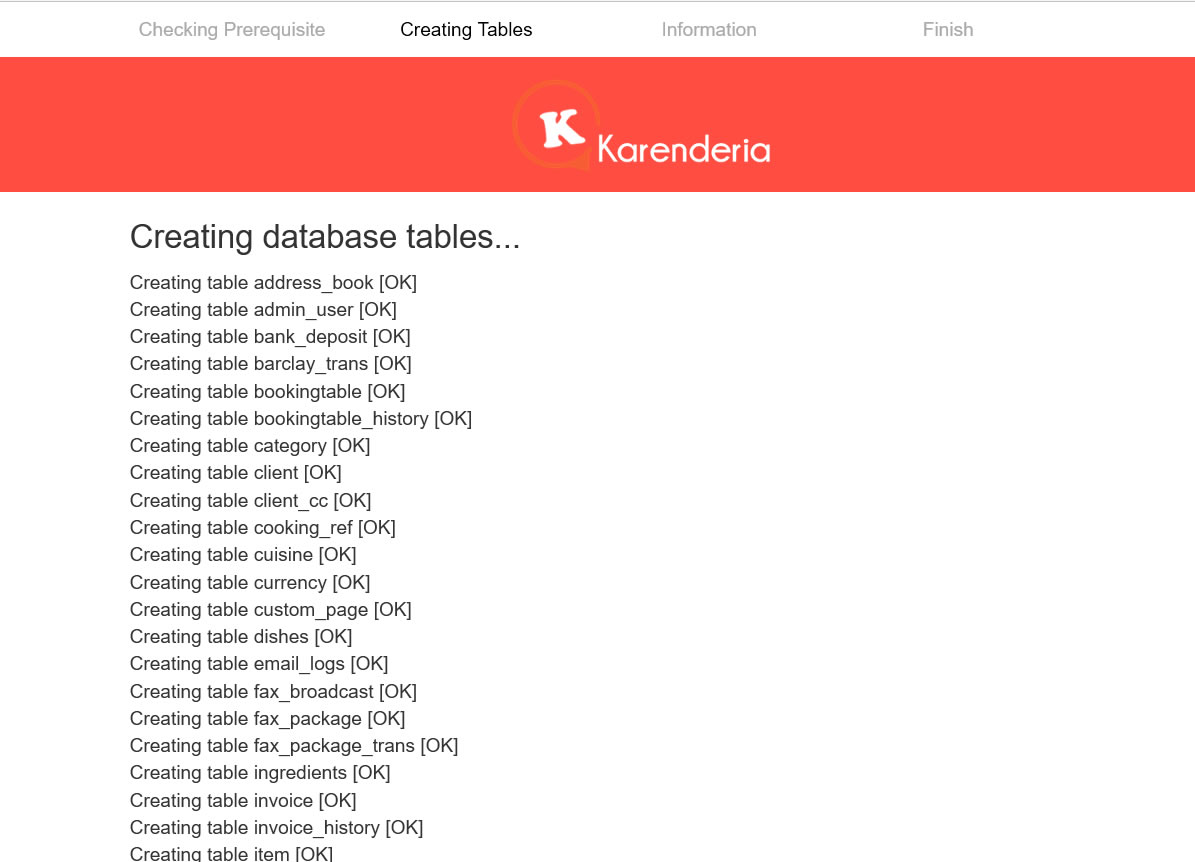 Checking Prerequisite Creating Tables Information Finish
K Karenderia
Creating database tables...
Creating table address_book [OK]
Creating table admin_user [OK]
Creating table bank_deposit [OK]
Creating table barclay_trans [OK]
Creating table bookingtable [OK]
Creating table bookingtable_history [OK]
Creating table category [OK]
Creating table client [OK]
Creating table client_cc [OK]
Creating table cooking_ref [OK]
Creating table cuisine [OK]
Creating table currency [OK]
Creating table custom_page [OK]
Creating table dishes [OK]
Creating table email_logs [OK]
Creating table fax_broadcast [OK]
Creating table fax_package [OK]
Creating table fax_package_trans [OK]
Creating table ingredients [OK]
Creating table invoice [OK]
Creating table invoice_history [OK]
Creating table item [OK]